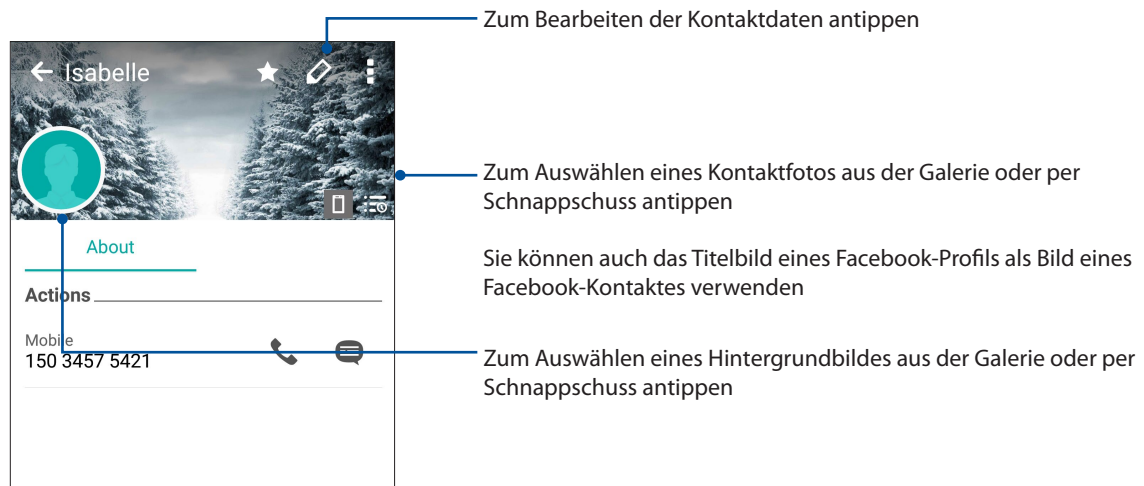 Zum Bearbeiten der Kontaktdaten antippen
Isabelle
Zum Auswählen eines Kontaktfotos aus der Galerie oder per
Schnappschuss antippen
Sie können auch das Titelbild eines Facebook-Profils als Bild eines
Facebook-Kontaktes verwenden
About
Actions
Mobile
150 3457 5421
Zum Auswählen eines Hintergrundbildes aus der Galerie oder per
Schnappschuss antippen